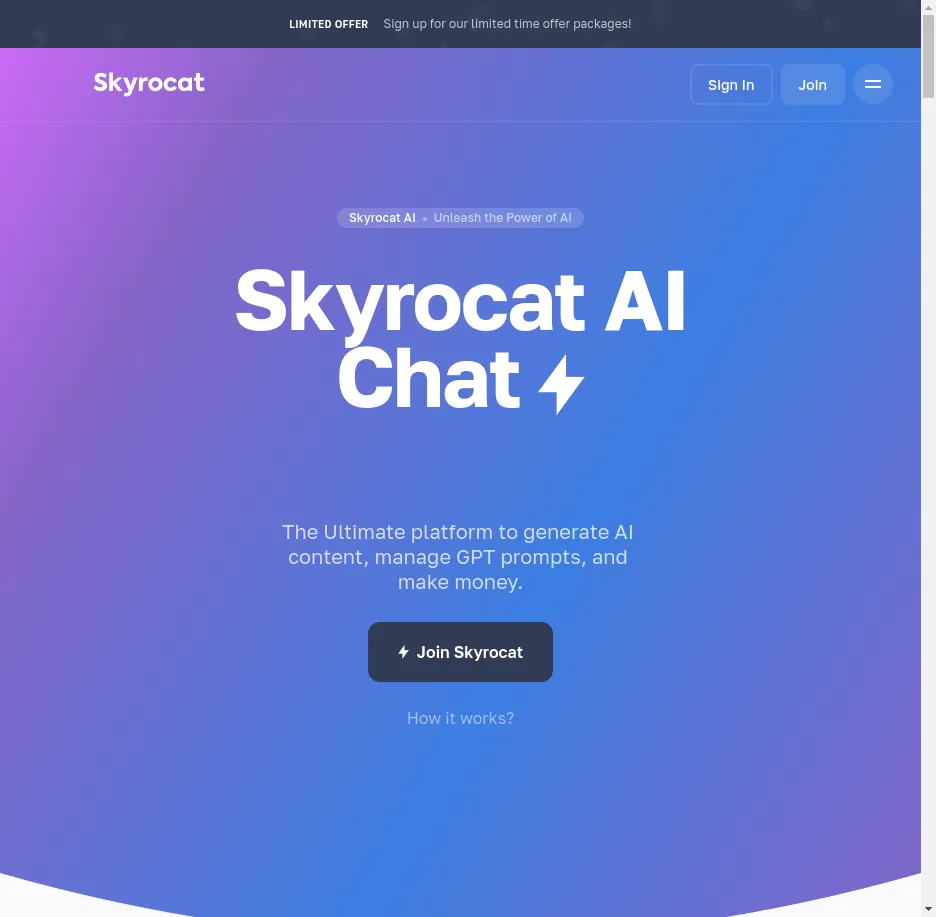 LIMITED OFFER Sign up for our limited time offer packages!
Skyrocat
Sign In
Join
Skyrocat AI • Unleash the Power of AI
Skyrocat AI
Chat
The Ultimate platform to generate AI
content, manage GPT prompts, and
make money.
Join Skyrocat
How it works?